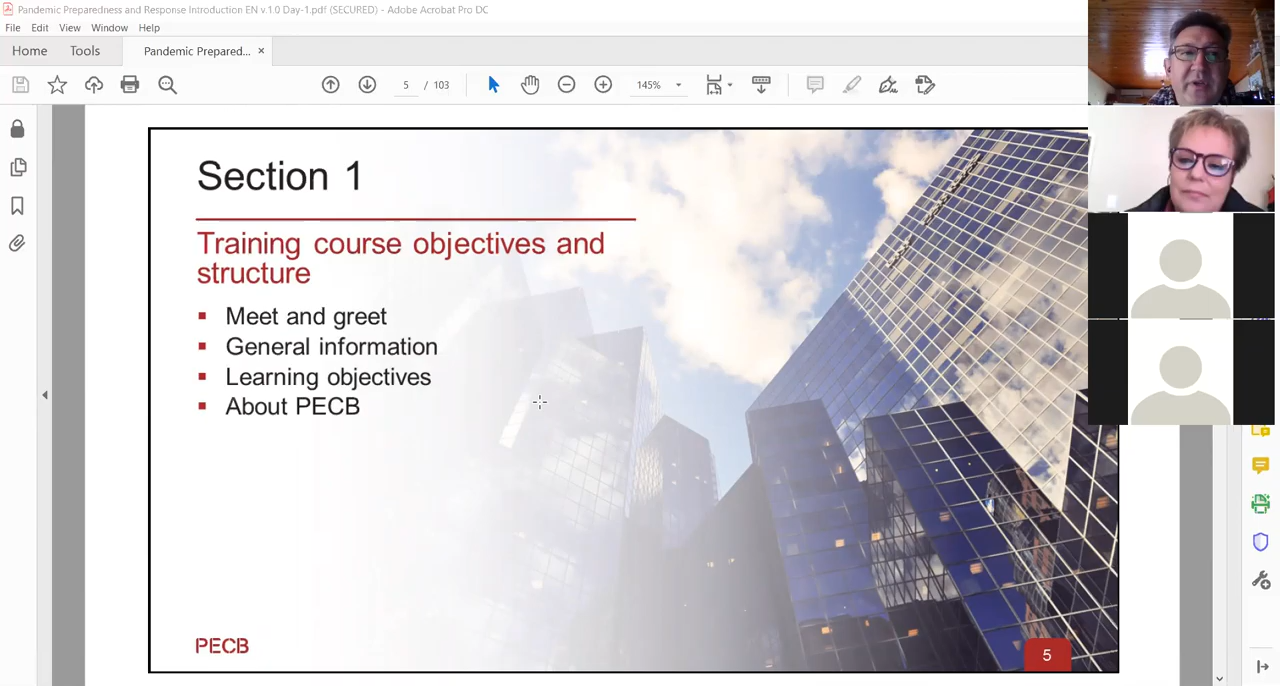 Pandemic Preparedness and Response Introduction EN v.1.0 Day-1.pdf (SECURED) - Adobe Acrobat Pro DC
File Edit View Window Help
Home Tools Pandemic Prepared... ×
5 / 103 145%
Section 1
Training course objectives and
structure
Meet and greet
General information
Learning objectives
About PECB
PECB
5